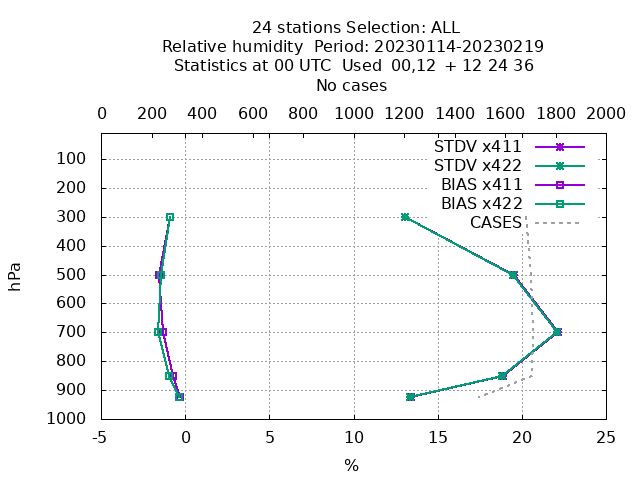 24 stations Selection: ALL
Relative humidity  Period: 20230114-20230219
Statistics at 00 UTC  Used  00,12  + 12 24 36
No cases
0 200 400 600 800 1000 1200 1400 1600 1800 2000
STDV x411
STDV x422
BIAS x411
BIAS x422
CASES
100
200
300
400
500
600
700
800
900
1000
hPa
-5 0 5 10 15 20 25
%